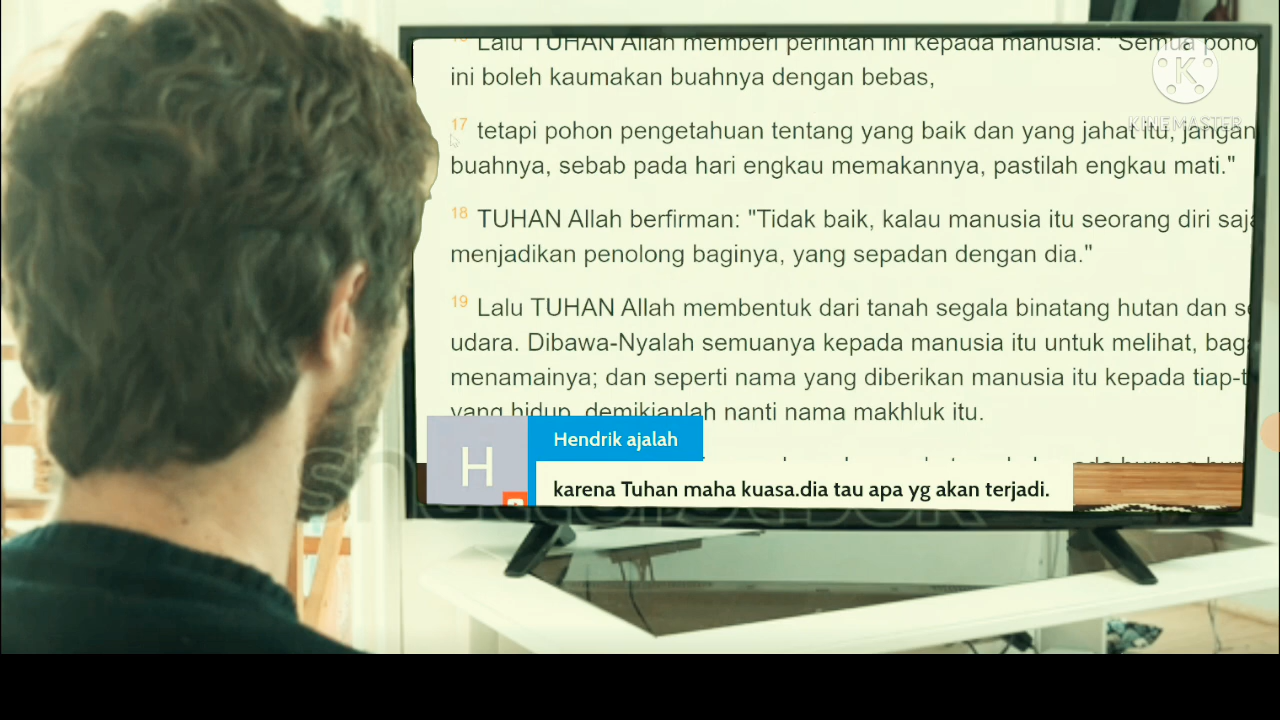 Lalu TUHAN Allah memberi perintah ini kepada manusia: "Semua
ini boleh kaumakan buahnya dengan bebas,
17 tetapi pohon pengetahuan tentang yang baik dan yang jahat itu, jangan
buahnya, sebab pada hari engkau memakannya, pastilah engkau mati."
18 TUHAN Allah berfirman: "Tidak baik, kalau manusia itu seorang diri
menjadikan penolong baginya, yang sepadan dengan dia."
19 Lalu TUHAN Allah membentuk dari tanah segala binatang hutan dan
udara. Dibawa-Nyalah semuanya kepada manusia itu untuk melihat,
menamainya; dan seperti nama yang diberikan manusia itu kepada
yang hidup, demikianlah nanti nama makhluk itu.
K
KINEMASTER
H
Hendrik ajalah
karena Tuhan maha kuasa.dia tau apa yg akan terjadi.